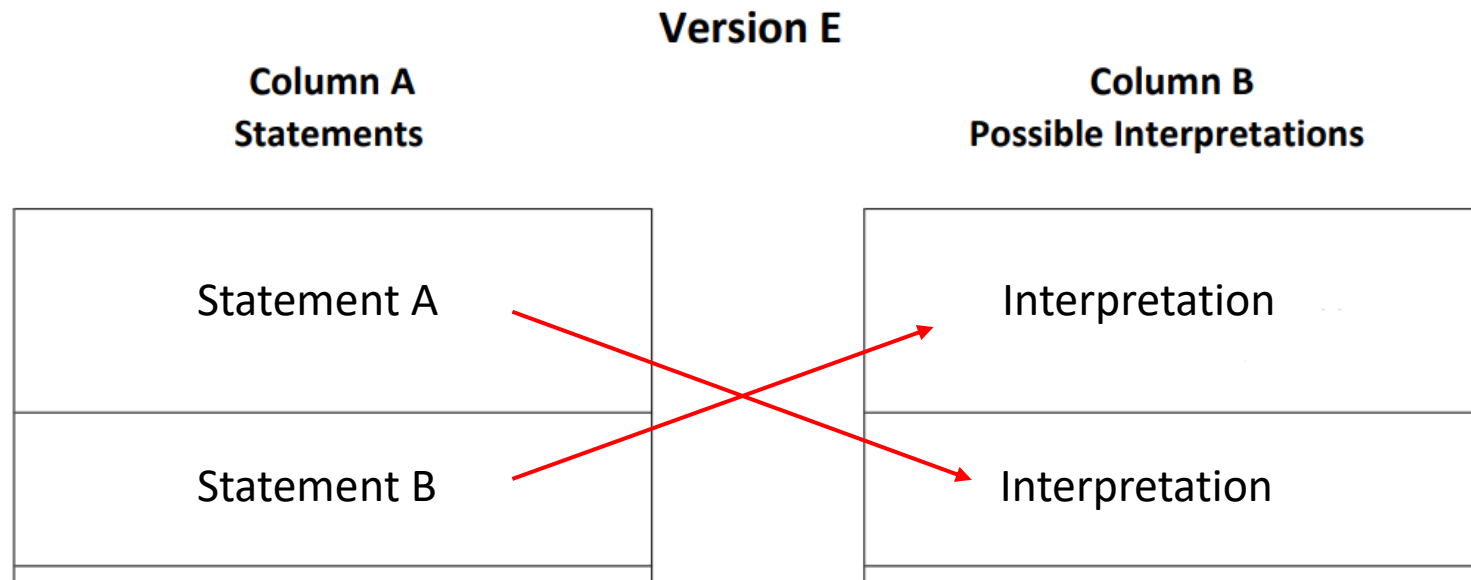 Version E
Column A
Statements
Column B
Possible Interpretations
Statement A
Interpretation
Statement B
Interpretation